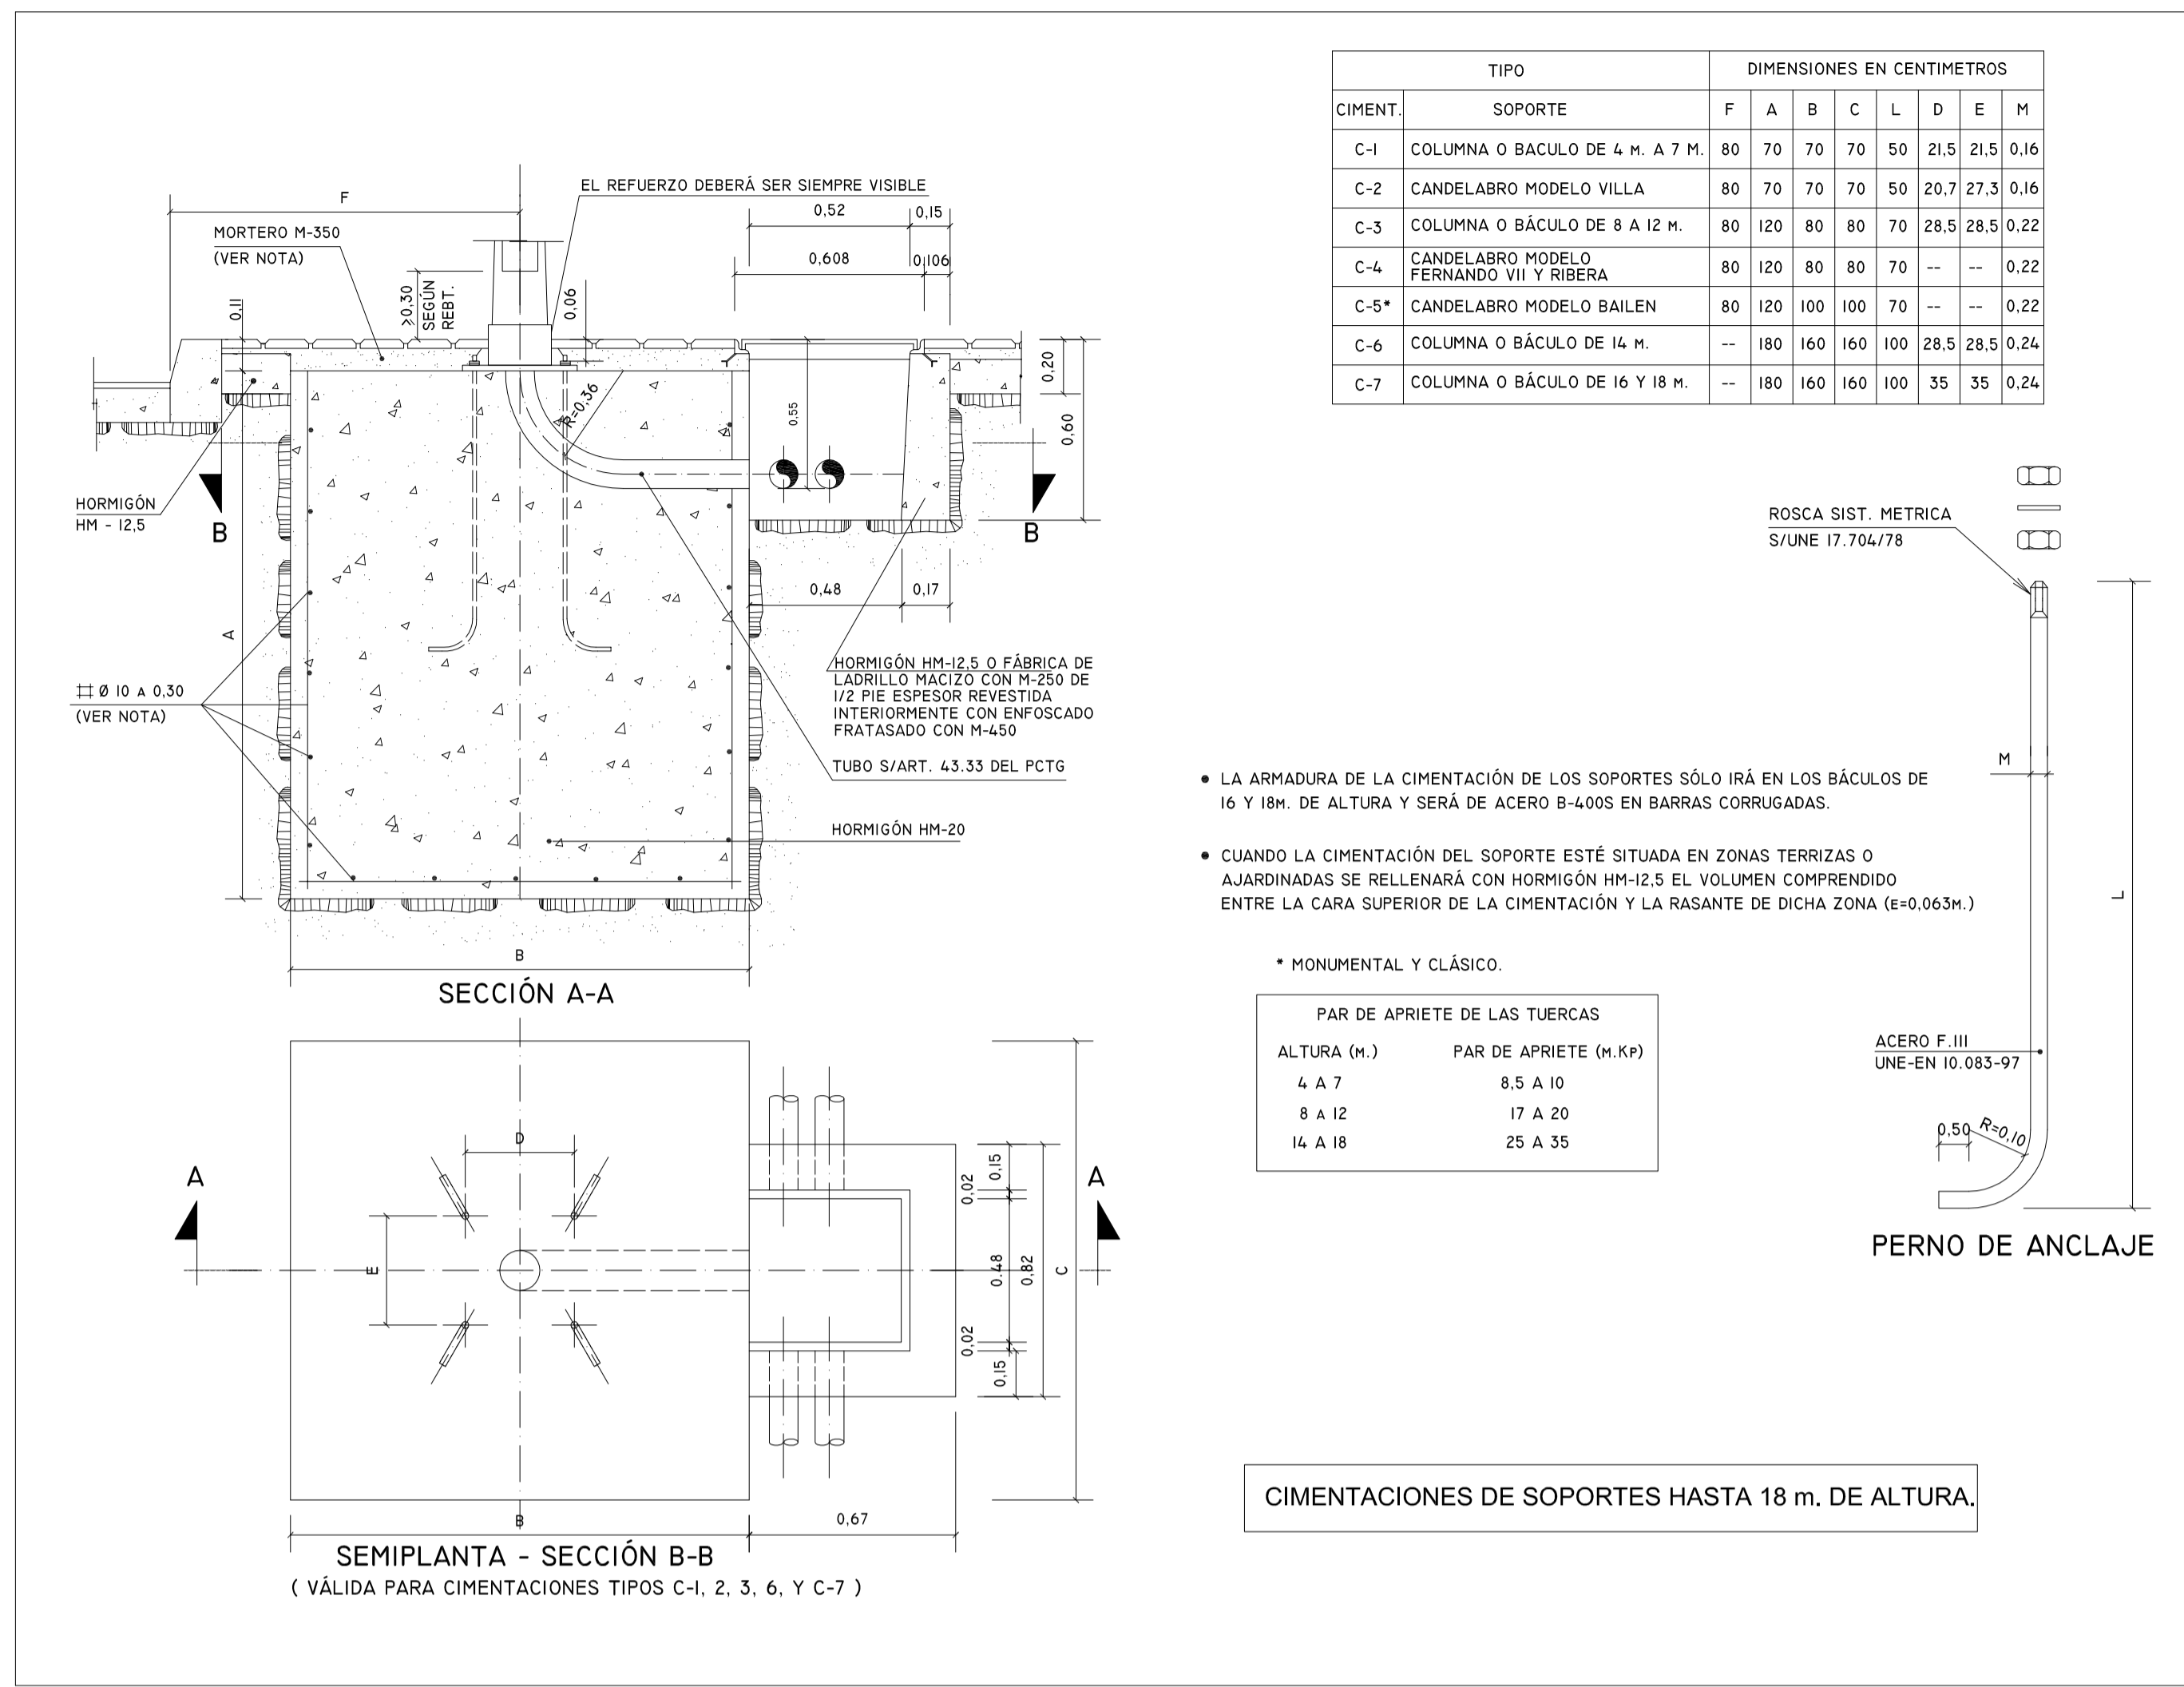 TIPO DIMENSIONES EN CENTIMETROS
CIMENT. SOPORTE F A B C L D E M
C-1 COLUMNA O BACULO DE 4 M. A 7 M. 80 70 70 70 50 21,5 21,5 0,16
C-2 CANDELABRO MODELO VILLA 80 70 70 70 50 20,7 27,3 0,16
C-3 COLUMNA O BÁCULO DE 8 A 12 M. 80 120 80 80 70 28,5 28,5 0,22
C-4 CANDELABRO MODELO
FERNANDO VII Y RIBERA 80 120 80 80 70 -- -- 0,22
C-5* CANDELABRO MODELO BAILEN 80 120 100 100 70 -- -- 0,22
C-6 COLUMNA O BÁCULO DE 14 M. -- 180 160 160 100 28,5 28,5 0,24
C-7 COLUMNA O BÁCULO DE 16 Y 18 M. -- 180 160 160 100 35 35 0,24
EL REFUERZO DEBERÁ SER SIEMPRE VISIBLE
F
0,52
0,15
MORTERO M-350
(VER NOTA)
0,608
0,106
0,11
≥0,30
SEGÚN
REBT.
0,06
0,20
0,60
0,55
R=0,36
HORMIGÓN
HM - 12,5
B
B
0,48
0,17
A
HORMIGÓN HM-12,5 O FÁBRICA DE
LADRILLO MACIZO CON M-250 DE
1/2 PIE ESPESOR REVESTIDA
INTERIORMENTE CON ENFOSCADO
FRATASADO CON M-450
Ø 10 A 0,30
(VER NOTA)
TUBO S/ART. 43.33 DEL PCTG
HORMIGÓN HM-20
B
SECCIÓN A-A
D
E
A
A
0,15
0,02
0.48
0,82
C
0,02
0,15
B
0,67
SEMIPLANTA - SECCIÓN B-B
( VÁLIDA PARA CIMENTACIONES TIPOS C-1, 2, 3, 6, Y C-7 )
ROSCA SIST. METRICA
S/UNE 17.704/78
M
L
ACERO F.111
UNE-EN 10.083-97
0,50
R=0,10
PERNO DE ANCLAJE
• LA ARMADURA DE LA CIMENTACIÓN DE LOS SOPORTES SÓLO IRÁ EN LOS BÁCULOS DE
16 Y 18M. DE ALTURA Y SERÁ DE ACERO B-400S EN BARRAS CORRUGADAS.
• CUANDO LA CIMENTACIÓN DEL SOPORTE ESTÉ SITUADA EN ZONAS TERRIZAS O
AJARDINADAS SE RELLENARÁ CON HORMIGÓN HM-12,5 EL VOLUMEN COMPRENDIDO
ENTRE LA CARA SUPERIOR DE LA CIMENTACIÓN Y LA RASANTE DE DICHA ZONA (E=0,063M.)
* MONUMENTAL Y CLÁSICO.
PAR DE APRIETE DE LAS TUERCAS
ALTURA (M.) PAR DE APRIETE (M.KP)
4 A 7 8,5 A 10
8 A 12 17 A 20
14 A 18 25 A 35
CIMENTACIONES DE SOPORTES HASTA 18 m. DE ALTURA.